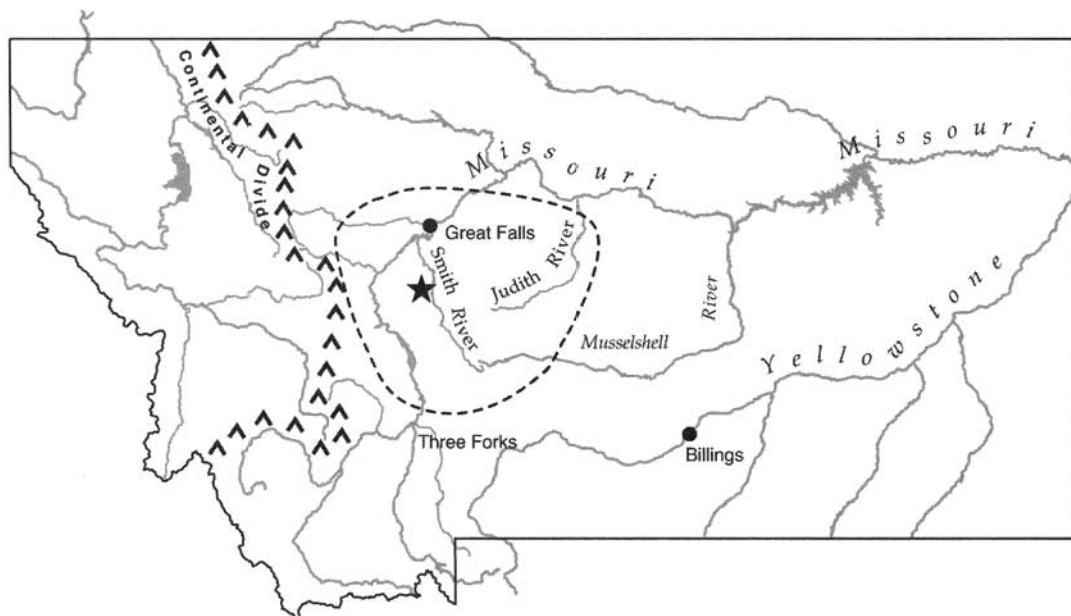 Continental Divide
Missouri
Missouri
Great Falls
Smith River
Judith River
River
Musselshell
Yellowstone
Three Forks
Billings